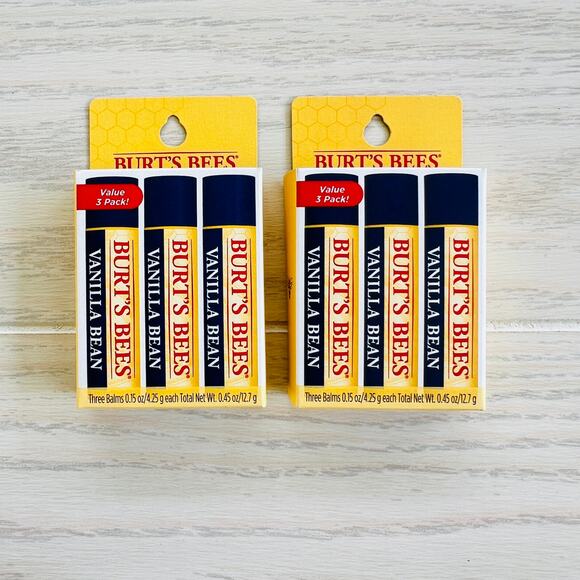 BURT'S BEES®
Value
3 Pack!
BURT'S BEES®
VANILLA BEAN
BURT'S BEES®
VANILLA BEAN
BURT'S BEES®
VANILLA BEAN
Three Balms 0.15 oz/4.25 g each Total Net Wt. 0.45 oz/12.7 g
BURT'S BEES®
Value
3 Pack!
BURT'S BEES®
VANILLA BEAN
BURT'S BEES®
VANILLA BEAN
BURT'S BEES®
VANILLA BEAN
Three Balms 0.15 oz/4.25 g each Total Net Wt. 0.45 oz/12.7 g